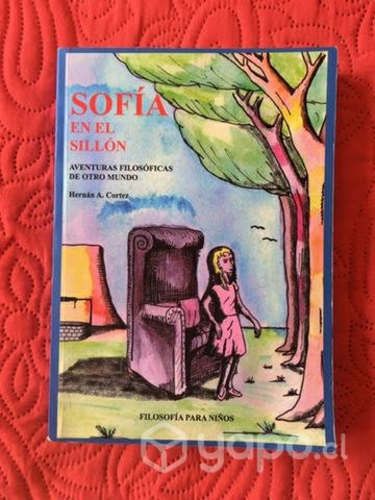 SOFÍA
EN EL
SILLÓN
AVENTURAS FILOSÓFICAS
DE OTRO MUNDO
Hernán A. Cortez
FILOSOFÍA PARA NIÑOS
yapo.cl